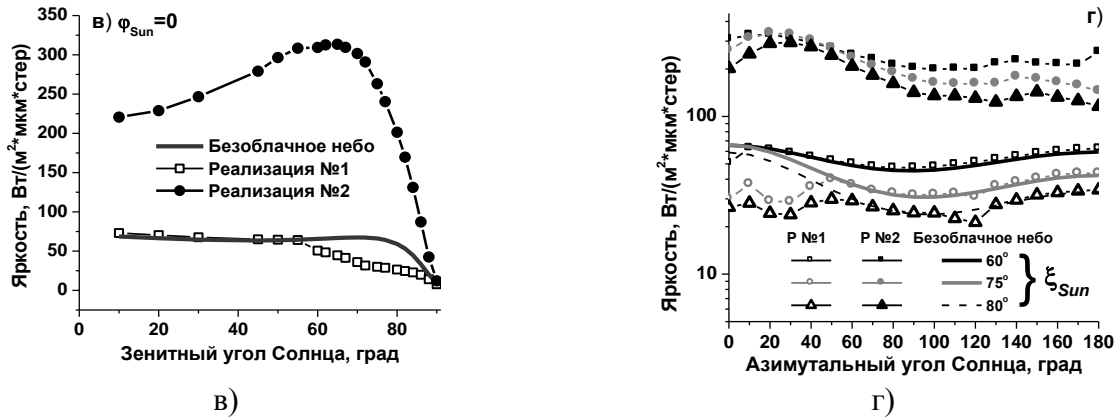 в) φSun=0
350
300
250
200
150
100
50
0
Яркость, Вт/(м²*мкм*стер)
Безоблачное небо
Реализация №1
Реализация №2
0 20 40 60 80
Зенитный угол Солнца, град
в)
г)
100
10
Яркость, Вт/(м²*мкм*стер)
Р №1 Р №2 Безоблачное небо
60°
75°
80°
ξSun
0 20 40 60 80 100 120 140 160 180
Азимутальный угол Солнца, град
г)